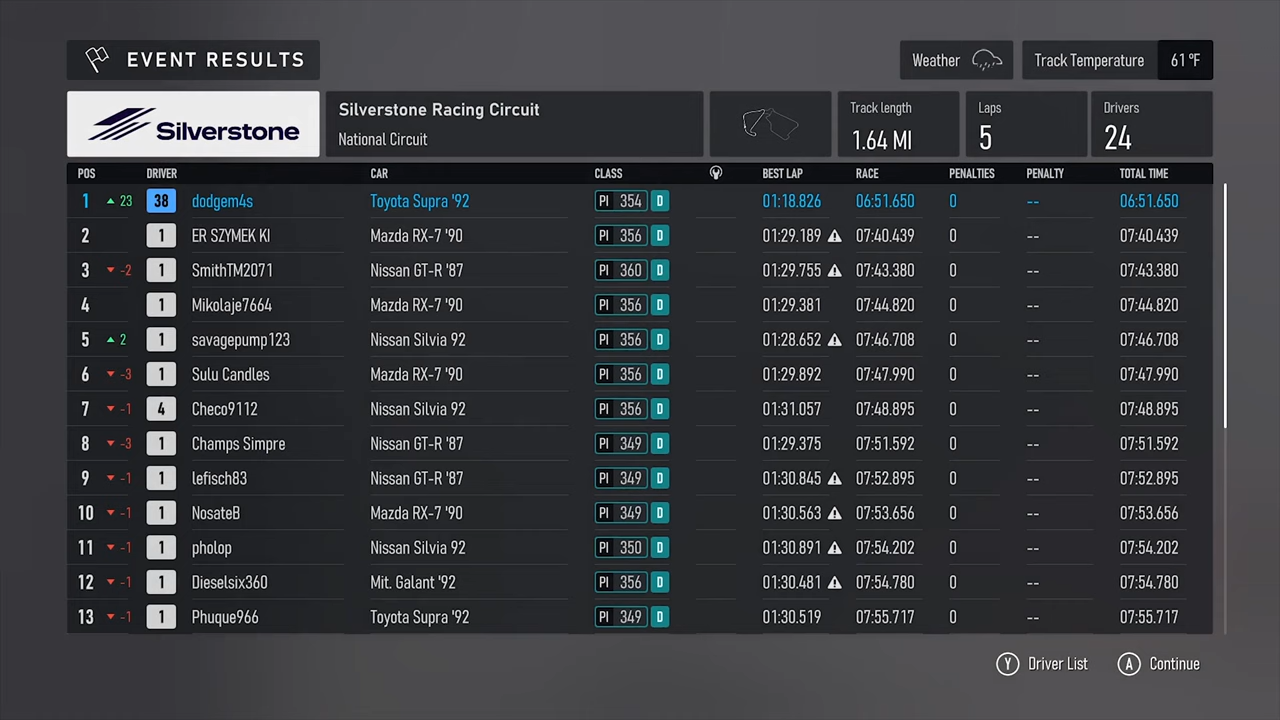 EVENT RESULTS
Weather
Track Temperature 61 °F
Silverstone
Silverstone Racing Circuit
National Circuit
Track length
1.64 MI
Laps
5
Drivers
24
POS DRIVER CAR CLASS BEST LAP RACE PENALTIES PENALTY TOTAL TIME
1 ▲ 23 38 dodgem4s Toyota Supra '92 PI 354 D 01:18.826 06:51.650 0 -- 06:51.650
2 1 ER SZYMEK KI Mazda RX-7 '90 PI 356 D 01:29.189 07:40.439 0 -- 07:40.439
3 ▼ -2 1 SmithTM2071 Nissan GT-R '87 PI 360 D 01:29.755 07:43.380 0 -- 07:43.380
4 1 Mikolaje7664 Mazda RX-7 '90 PI 356 D 01:29.381 07:44.820 0 -- 07:44.820
5 ▲ 2 1 savagepump123 Nissan Silvia 92 PI 356 D 01:28.652 07:46.708 0 -- 07:46.708
6 ▼ -3 1 Sulu Candles Mazda RX-7 '90 PI 356 D 01:29.892 07:47.990 0 -- 07:47.990
7 ▼ -1 4 Checo9112 Nissan Silvia 92 PI 356 D 01:31.057 07:48.895 0 -- 07:48.895
8 ▼ -3 1 Champs Simpre Nissan GT-R '87 PI 349 D 01:29.375 07:51.592 0 -- 07:51.592
9 ▼ -1 1 lefisch83 Nissan GT-R '87 PI 349 D 01:30.845 07:52.895 0 -- 07:52.895
10 ▼ -1 1 NosateB Mazda RX-7 '90 PI 349 D 01:30.563 07:53.656 0 -- 07:53.656
11 ▼ -1 1 pholop Nissan Silvia 92 PI 350 D 01:30.891 07:54.202 0 -- 07:54.202
12 ▼ -1 1 Dieselsix360 Mit. Galant '92 PI 356 D 01:30.481 07:54.780 0 -- 07:54.780
13 ▼ -1 1 Phuque966 Toyota Supra '92 PI 349 D 01:30.519 07:55.717 0 -- 07:55.717
Y Driver List A Continue